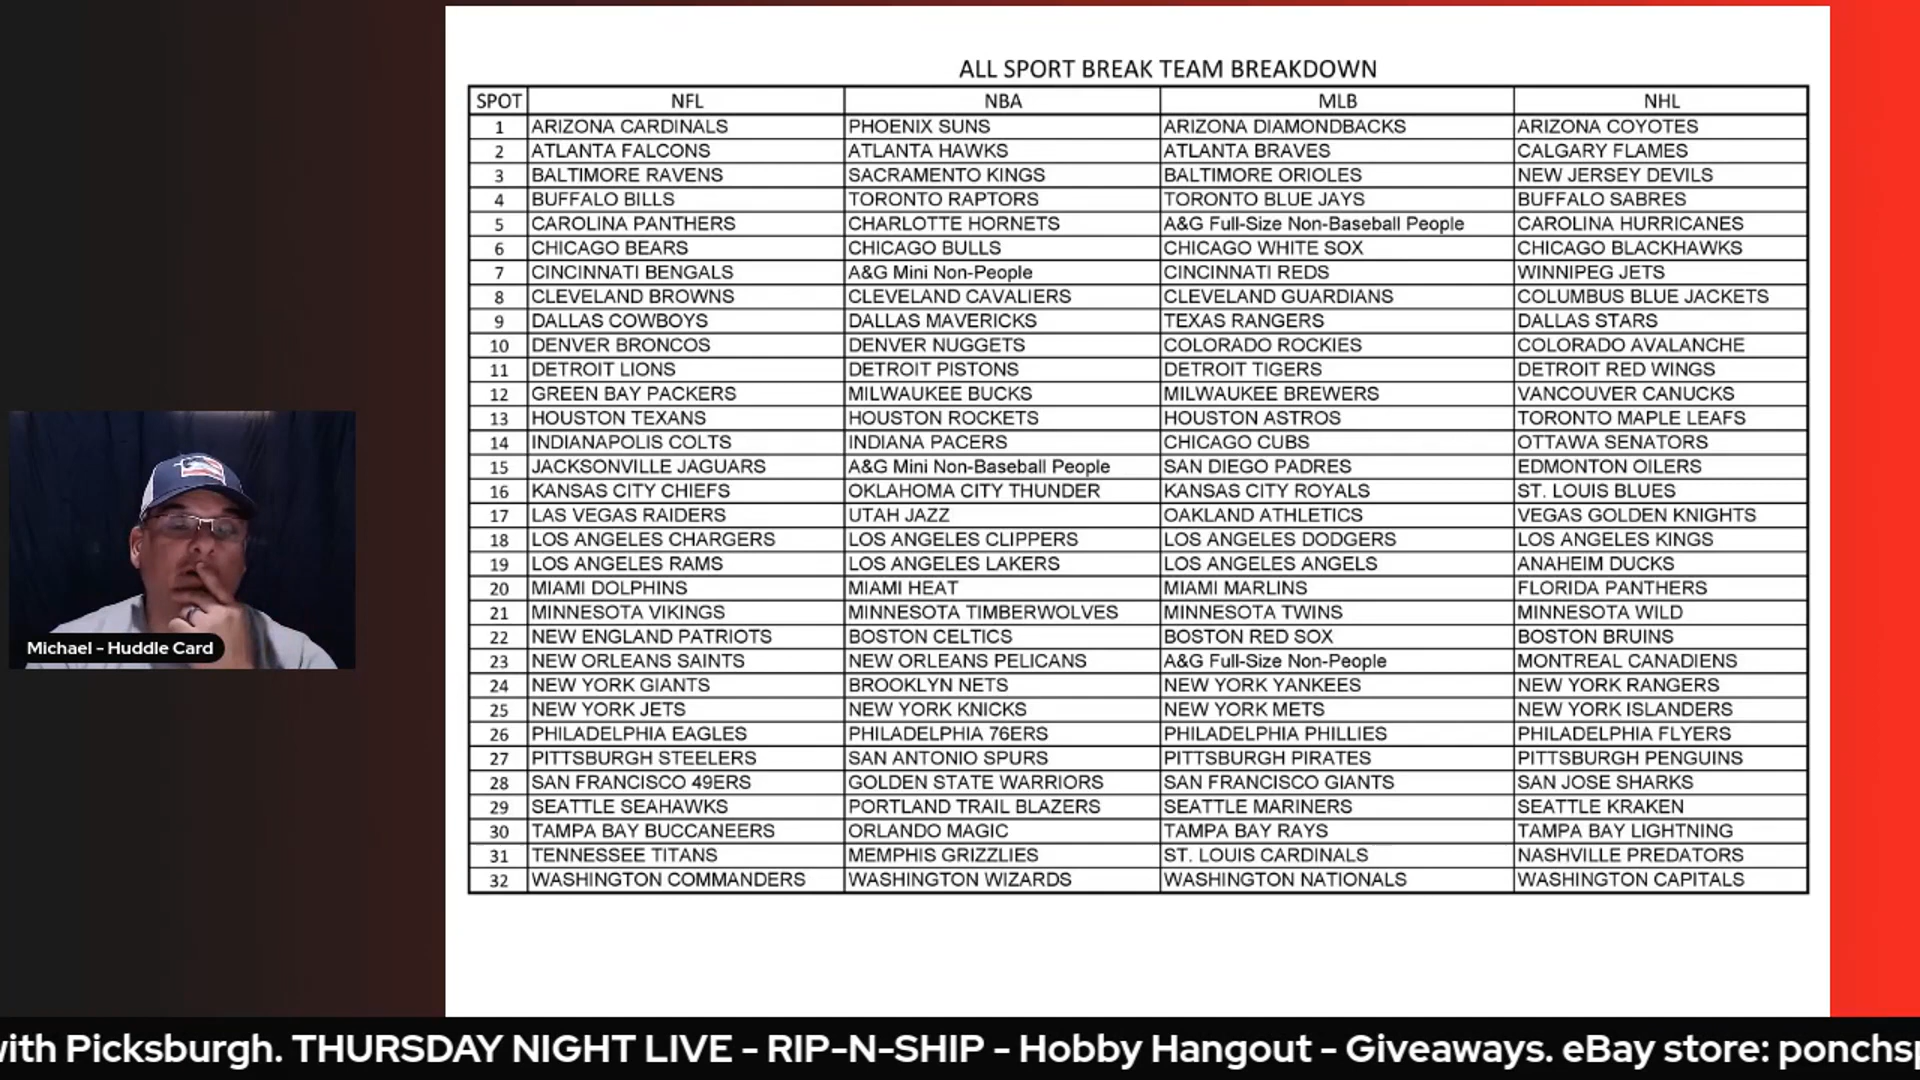 ALL SPORT BREAK TEAM BREAKDOWN
SPOT NFL NBA MLB NHL
1 ARIZONA CARDINALS PHOENIX SUNS ARIZONA DIAMONDBACKS ARIZONA COYOTES
2 ATLANTA FALCONS ATLANTA HAWKS ATLANTA BRAVES CALGARY FLAMES
3 BALTIMORE RAVENS SACRAMENTO KINGS BALTIMORE ORIOLES NEW JERSEY DEVILS
4 BUFFALO BILLS TORONTO RAPTORS TORONTO BLUE JAYS BUFFALO SABRES
5 CAROLINA PANTHERS CHARLOTTE HORNETS A&G Full-Size Non-Baseball People CAROLINA HURRICANES
6 CHICAGO BEARS CHICAGO BULLS CHICAGO WHITE SOX CHICAGO BLACKHAWKS
7 CINCINNATI BENGALS A&G Mini Non-People CINCINNATI REDS WINNIPEG JETS
8 CLEVELAND BROWNS CLEVELAND CAVALIERS CLEVELAND GUARDIANS COLUMBUS BLUE JACKETS
9 DALLAS COWBOYS DALLAS MAVERICKS TEXAS RANGERS DALLAS STARS
10 DENVER BRONCOS DENVER NUGGETS COLORADO ROCKIES COLORADO AVALANCHE
11 DETROIT LIONS DETROIT PISTONS DETROIT TIGERS DETROIT RED WINGS
12 GREEN BAY PACKERS MILWAUKEE BUCKS MILWAUKEE BREWERS VANCOUVER CANUCKS
13 HOUSTON TEXANS HOUSTON ROCKETS HOUSTON ASTROS TORONTO MAPLE LEAFS
14 INDIANAPOLIS COLTS INDIANA PACERS CHICAGO CUBS OTTAWA SENATORS
15 JACKSONVILLE JAGUARS A&G Mini Non-Baseball People SAN DIEGO PADRES EDMONTON OILERS
16 KANSAS CITY CHIEFS OKLAHOMA CITY THUNDER KANSAS CITY ROYALS ST. LOUIS BLUES
17 LAS VEGAS RAIDERS UTAH JAZZ OAKLAND ATHLETICS VEGAS GOLDEN KNIGHTS
18 LOS ANGELES CHARGERS LOS ANGELES CLIPPERS LOS ANGELES DODGERS LOS ANGELES KINGS
19 LOS ANGELES RAMS LOS ANGELES LAKERS LOS ANGELES ANGELS ANAHEIM DUCKS
20 MIAMI DOLPHINS MIAMI HEAT MIAMI MARLINS FLORIDA PANTHERS
21 MINNESOTA VIKINGS MINNESOTA TIMBERWOLVES MINNESOTA TWINS MINNESOTA WILD
22 NEW ENGLAND PATRIOTS BOSTON CELTICS BOSTON RED SOX BOSTON BRUINS
23 NEW ORLEANS SAINTS NEW ORLEANS PELICANS A&G Full-Size Non-People MONTREAL CANADIENS
24 NEW YORK GIANTS BROOKLYN NETS NEW YORK YANKEES NEW YORK RANGERS
25 NEW YORK JETS NEW YORK KNICKS NEW YORK METS NEW YORK ISLANDERS
26 PHILADELPHIA EAGLES PHILADELPHIA 76ERS PHILADELPHIA PHILLIES PHILADELPHIA FLYERS
27 PITTSBURGH STEELERS SAN ANTONIO SPURS PITTSBURGH PIRATES PITTSBURGH PENGUINS
28 SAN FRANCISCO 49ERS GOLDEN STATE WARRIORS SAN FRANCISCO GIANTS SAN JOSE SHARKS
29 SEATTLE SEAHAWKS PORTLAND TRAIL BLAZERS SEATTLE MARINERS SEATTLE KRAKEN
30 TAMPA BAY BUCCANEERS ORLANDO MAGIC TAMPA BAY RAYS TAMPA BAY LIGHTNING
31 TENNESSEE TITANS MEMPHIS GRIZZLIES ST. LOUIS CARDINALS NASHVILLE PREDATORS
32 WASHINGTON COMMANDERS WASHINGTON WIZARDS WASHINGTON NATIONALS WASHINGTON CAPITALS
Michael - Huddle Card
with Picksburgh. THURSDAY NIGHT LIVE - RIP-N-SHIP - Hobby Hangout - Giveaways. eBay store: ponchsp